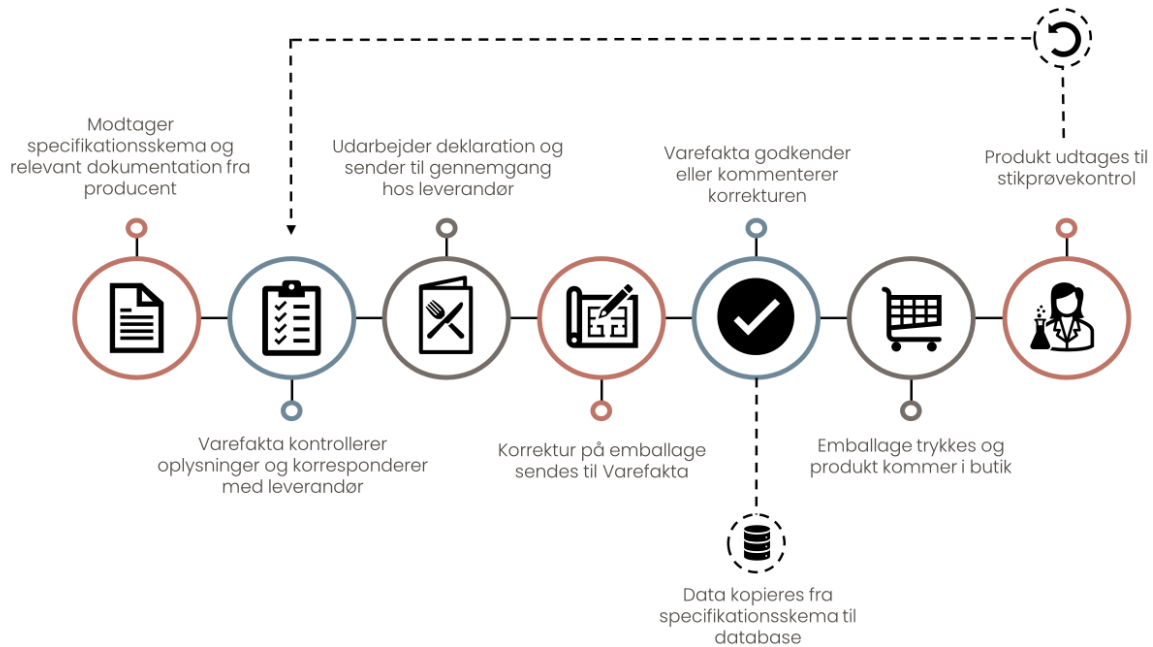 Modtager
specifikationsskema og
relevant dokumentation fra
producent
Varefakta kontrollerer
oplysninger og korresponderer
med leverandør
Udarbejder deklaration og
sender til gennemgang
hos leverandør
Korrektur på emballage
sendes til Varefakta
Varefakta godkender
eller kommenterer
korrekturen
Data kopieres fra
specifikationsskema til
database
Emballage trykkes og
produkt kommer i butik
Produkt udtages til
stikprøvekontrol